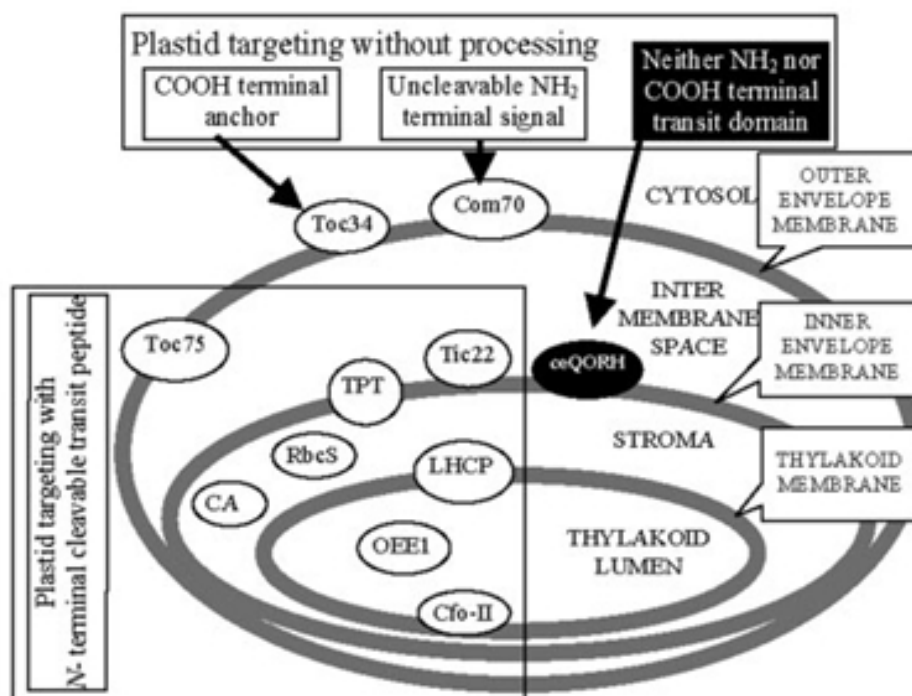 Plastid targeting without processing
COOH terminal
anchor
Uncleavable NH₂
terminal signal
Neither NH₂ nor
COOH terminal
transit domain
CYTOSOL
OUTER
ENVELOPE
MEMBRANE
Toc34
Com70
INTER
MEMBRANE
SPACE
INNER
ENVELOPE
MEMBRANE
Plastid targeting with
N- terminal cleavable transit peptide
Toc75
Tic22
TPT
ceQORH
RbcS
LHCP
STROMA
THYLAKOID
MEMBRANE
CA
OEE1
THYLAKOID
LUMEN
Cfo-II